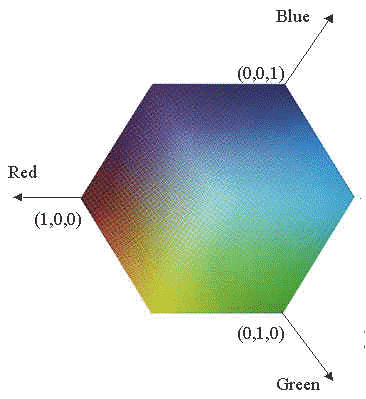 Blue
(0,0,1)
Red
(1,0,0)
(0,1,0)
Green